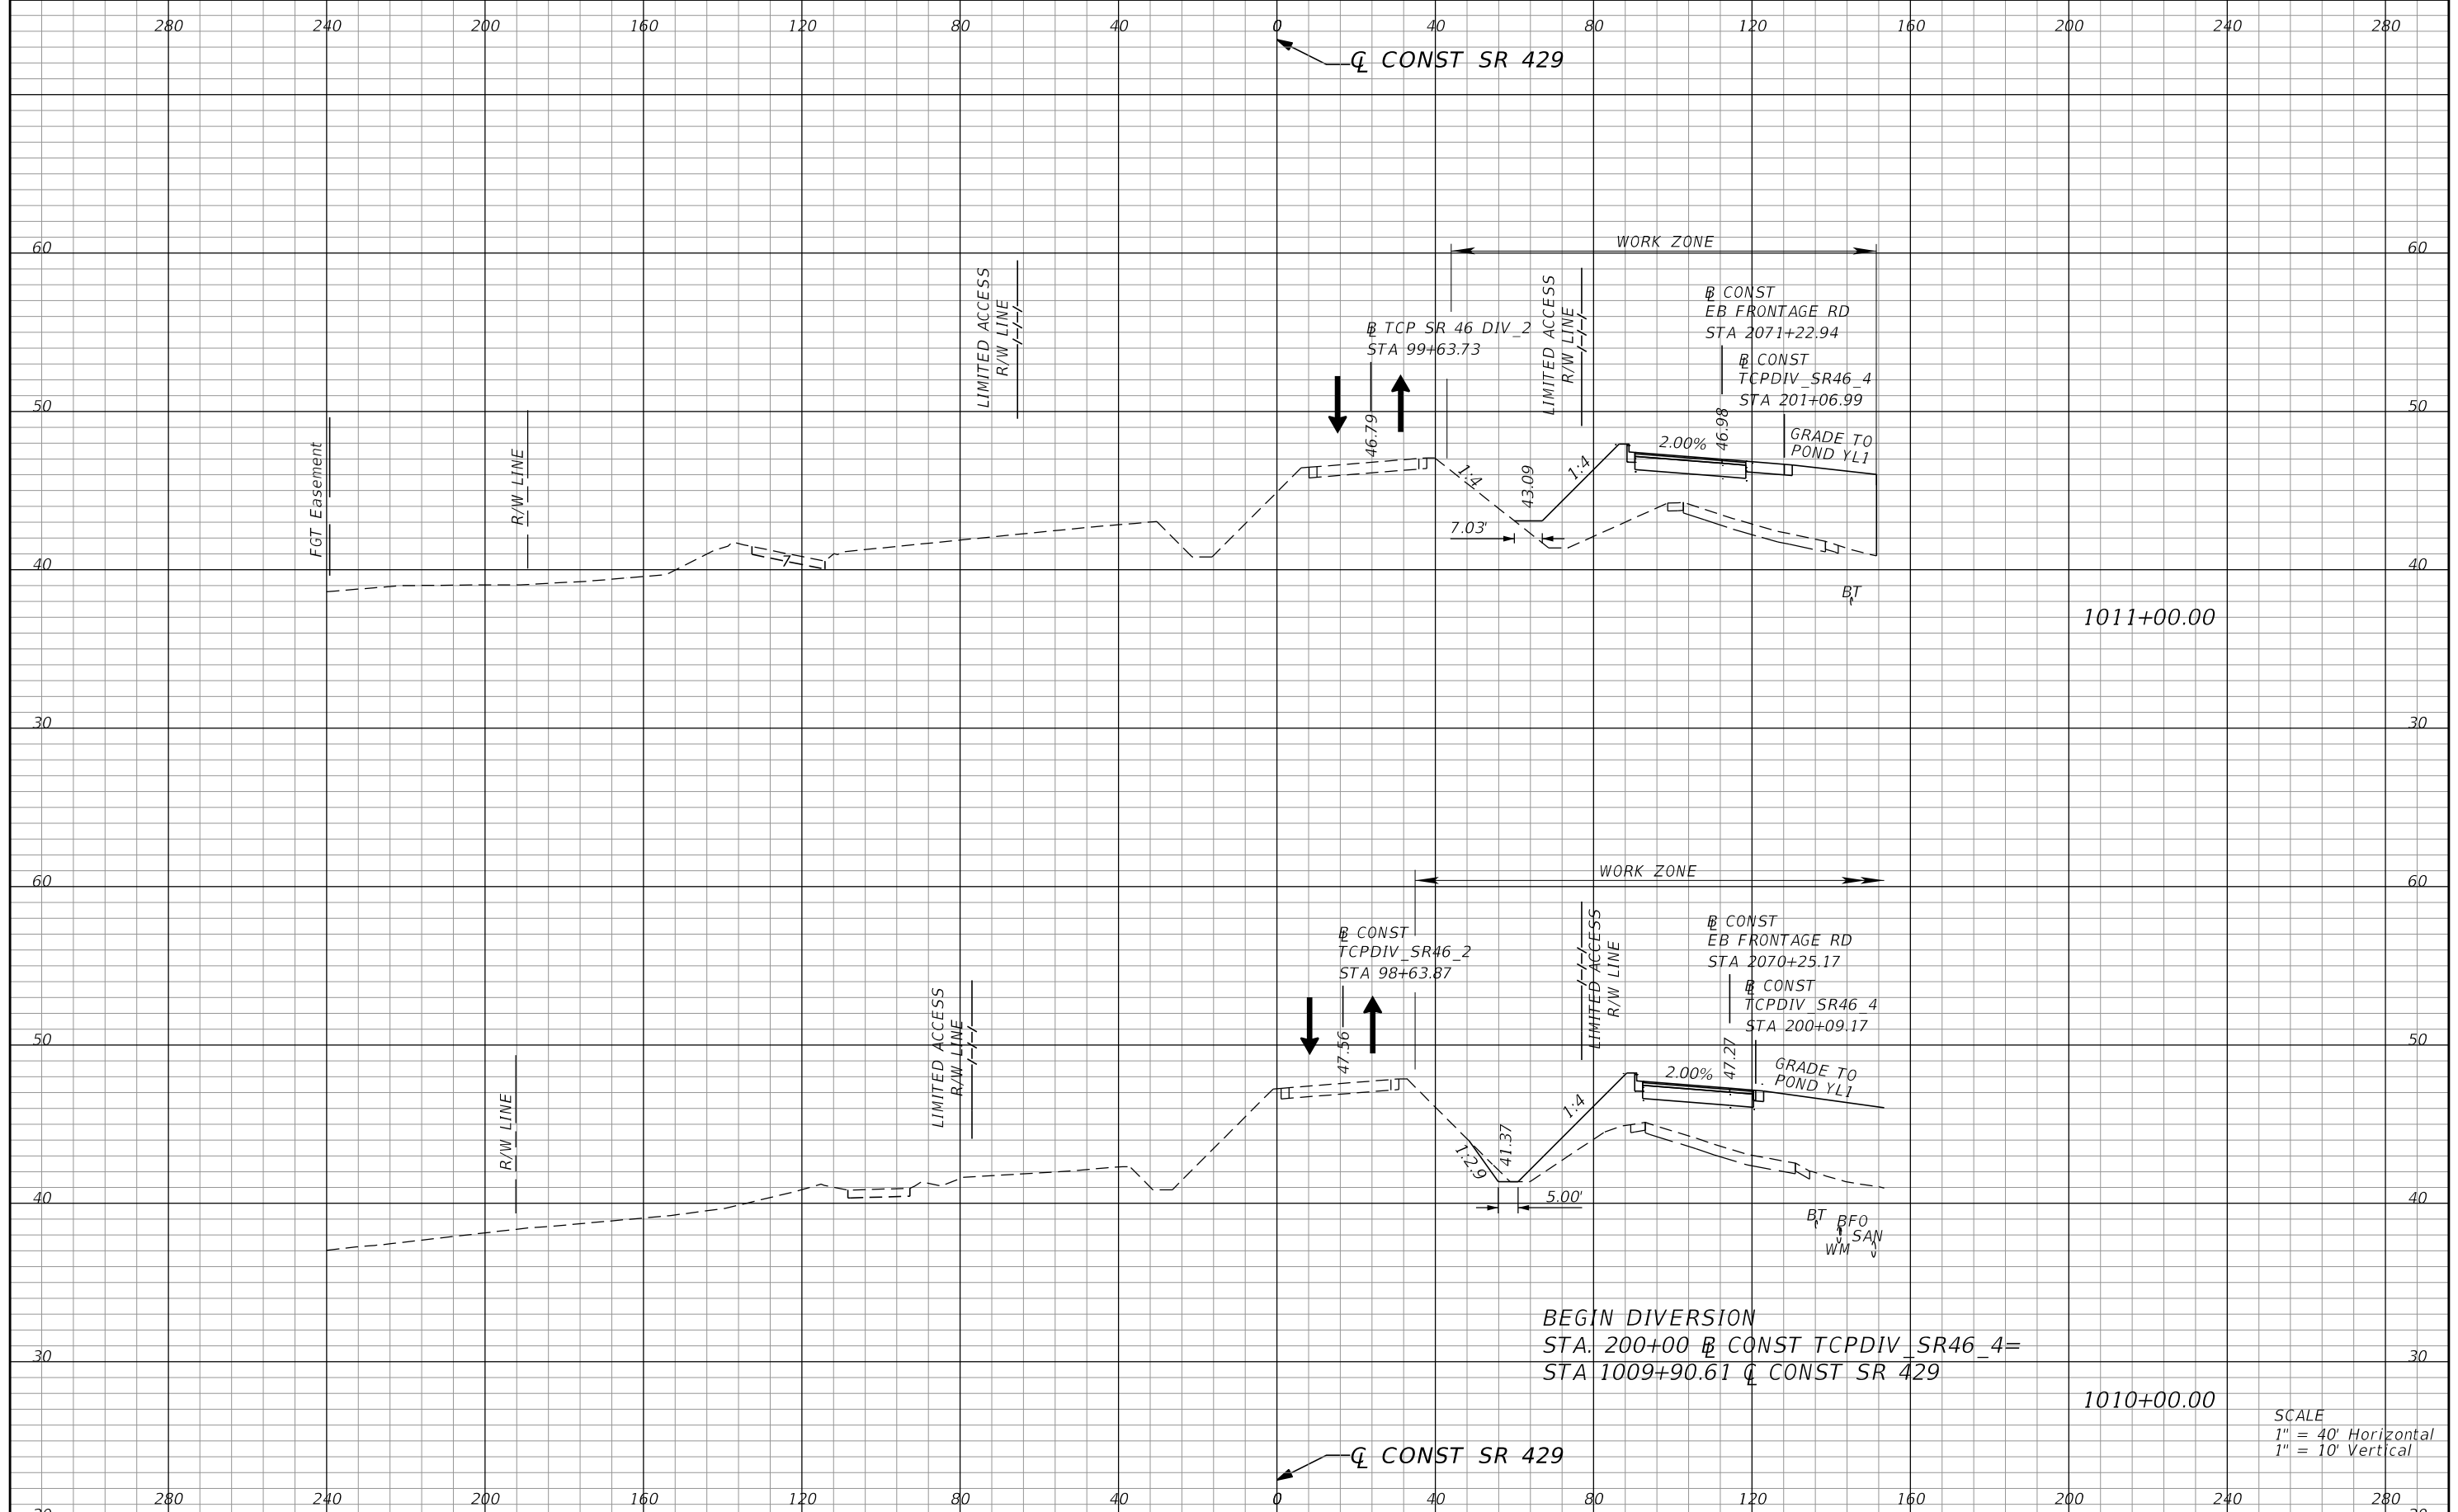 280 240 200 160 120 80 40 0 40 80 120 160 200 240 280
℄ CONST SR 429
60 60
WORK ZONE
LIMITED ACCESS
R/W LINE
LIMITED ACCESS
R/W LINE
B̲L CONST
EB FRONTAGE RD
STA 2071+22.94
B̲L TCP SR 46 DIV_2
STA 99+63.73
B̲L CONST
TCPDIV_SR46_4
STA 201+06.99
50 50
FGT Easement
R/W LINE
46.79
46.98
2.00%
GRADE TO
POND YL1
1:4
43.09
1:4
7.03'
40 40
BT
1011+00.00
30 30
60 60
WORK ZONE
B̲L CONST
TCPDIV_SR46_2
STA 98+63.87
LIMITED ACCESS
R/W LINE
B̲L CONST
EB FRONTAGE RD
STA 2070+25.17
LIMITED ACCESS
R/W LINE
B̲L CONST
TCPDIV_SR46_4
STA 200+09.17
50 50
R/W LINE
47.56
47.27
2.00%
GRADE TO
POND YL1
1:4
1:2.9
41.37
5.00'
40 40
BT
BFO
SAN
WM
BEGIN DIVERSION
STA. 200+00 B̲L CONST TCPDIV_SR46_4=
STA 1009+90.61 ℄ CONST SR 429
30 30
1010+00.00
SCALE
1" = 40' Horizontal
1" = 10' Vertical
℄ CONST SR 429
280 240 200 160 120 80 40 0 40 80 120 160 200 240 280